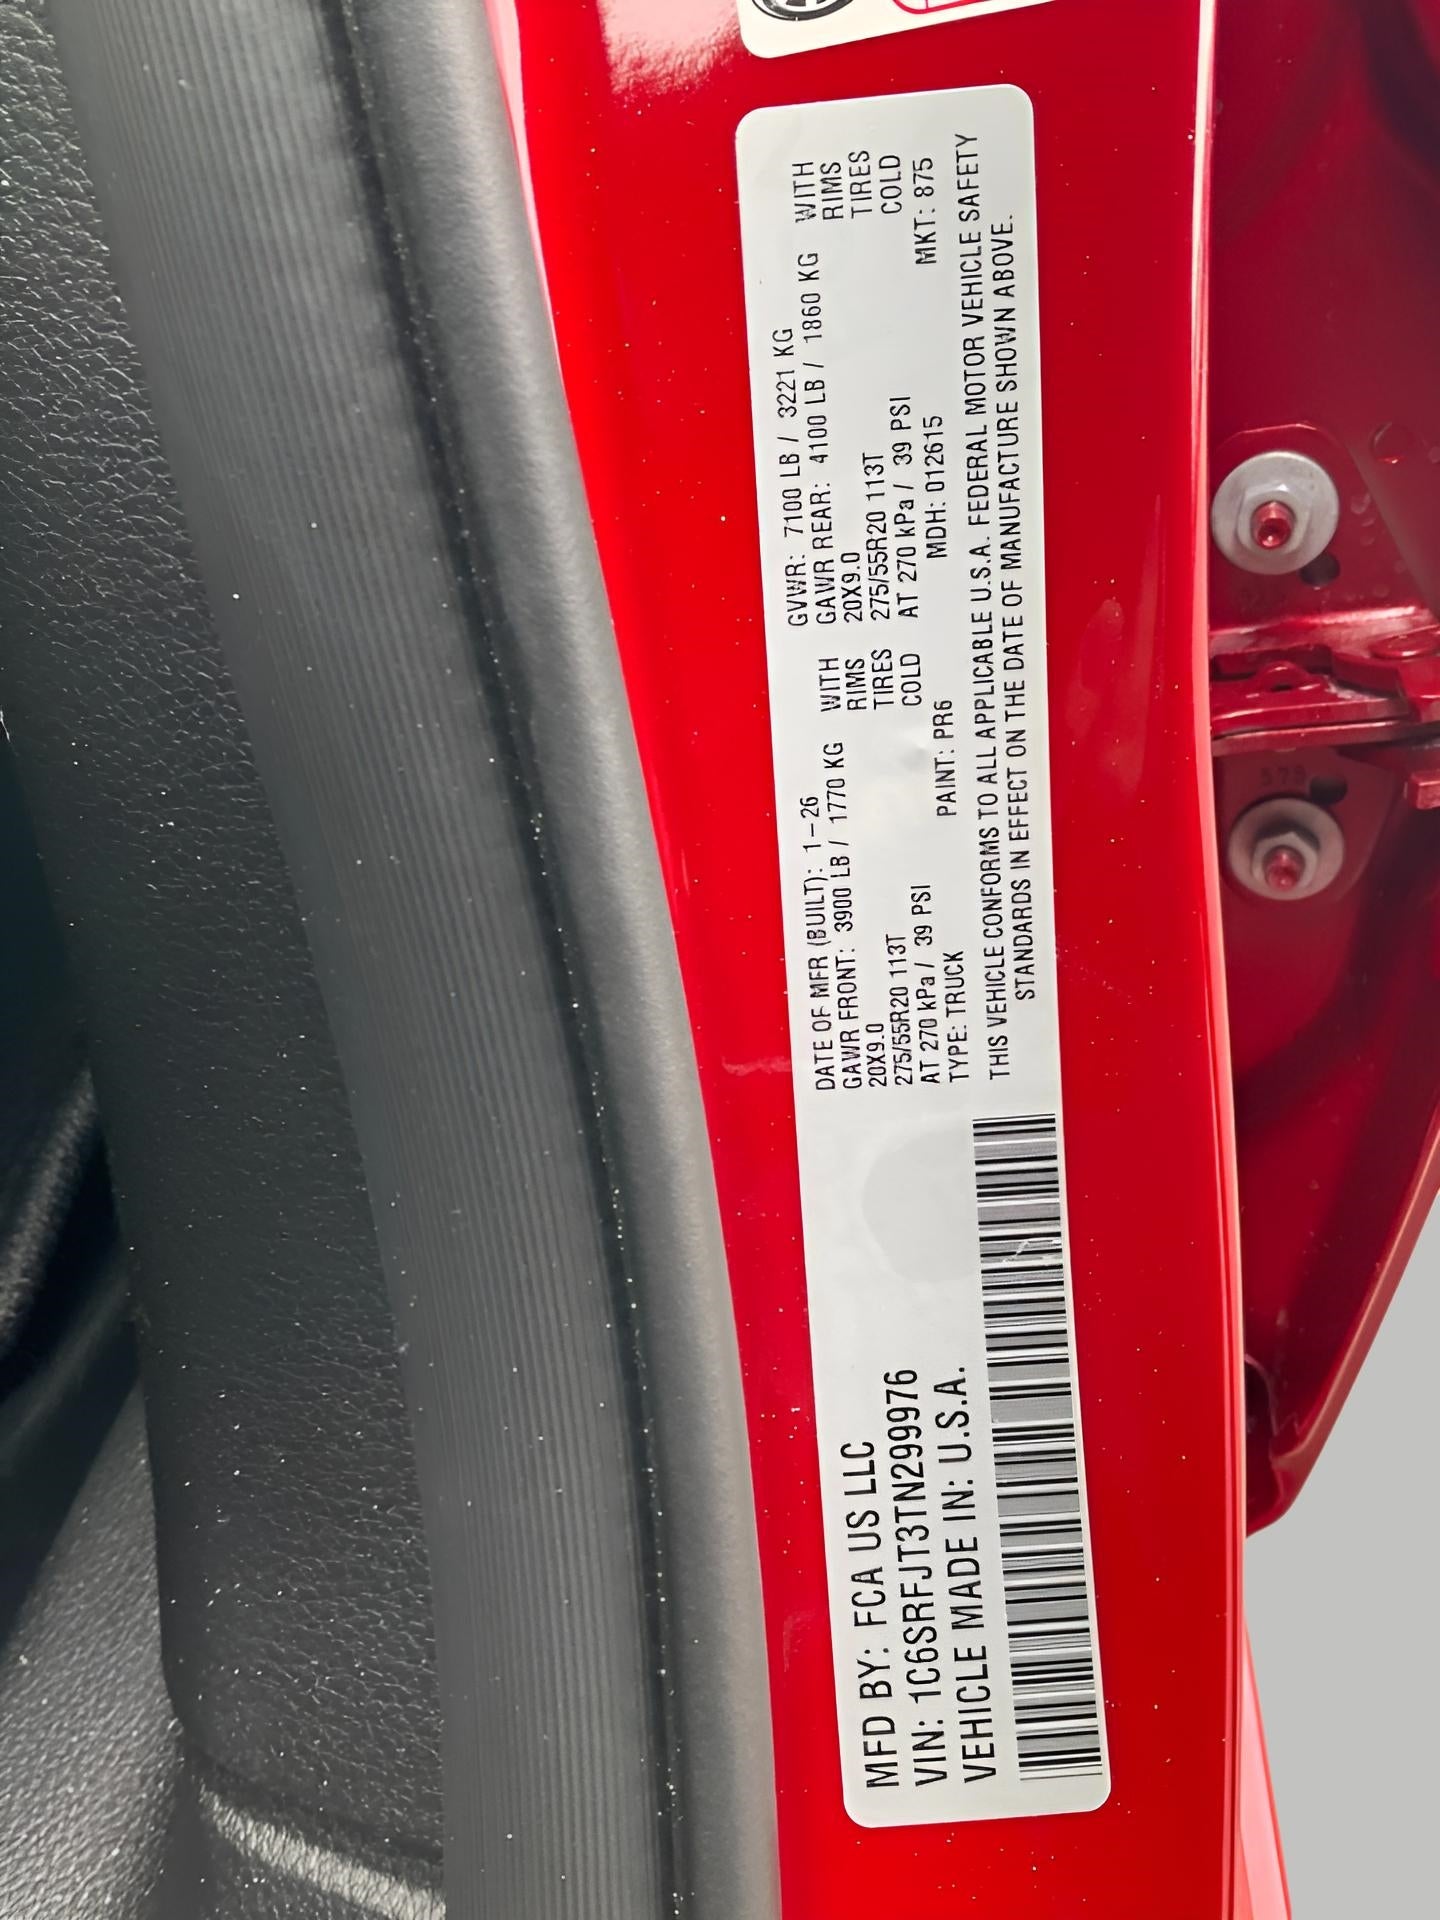 MFD BY: FCA US LLC
VIN: 1C6SRFJT3TN299976
VEHICLE MADE IN: U.S.A.
DATE OF MFR (BUILT): 1-26 GVWR: 7100 LB / 3221 KG
GAWR FRONT: 3900 LB / 1770 KG WITH GAWR REAR: 4100 LB / 1860 KG WITH
20X9.0 RIMS 20X9.0 RIMS
275/55R20 113T TIRES 275/55R20 113T TIRES
AT 270 kPa / 39 PSI COLD AT 270 kPa / 39 PSI COLD
TYPE: TRUCK PAINT: PR6 MDH: 012615 MKT: 875
THIS VEHICLE CONFORMS TO ALL APPLICABLE U.S.A. FEDERAL MOTOR VEHICLE SAFETY
STANDARDS IN EFFECT ON THE DATE OF MANUFACTURE SHOWN ABOVE.